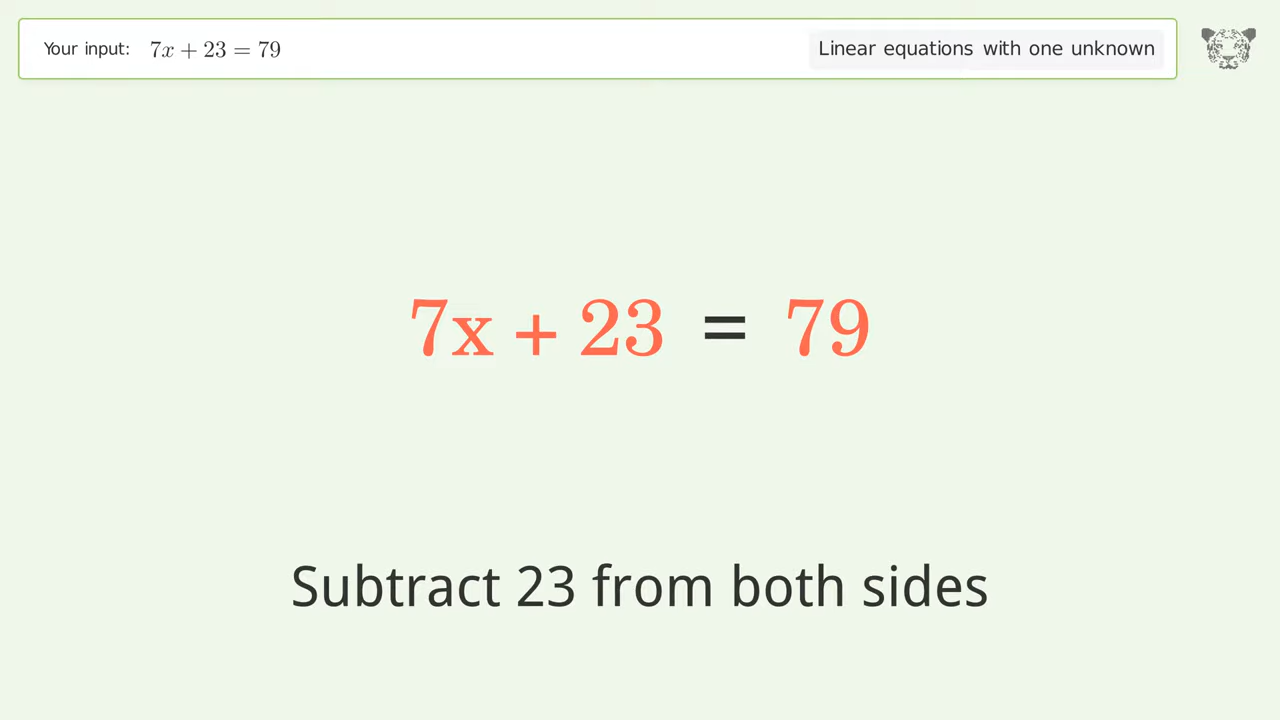 Your input: 7x + 23 = 79 Linear equations with one unknown
7x + 23 = 79
Subtract 23 from both sides